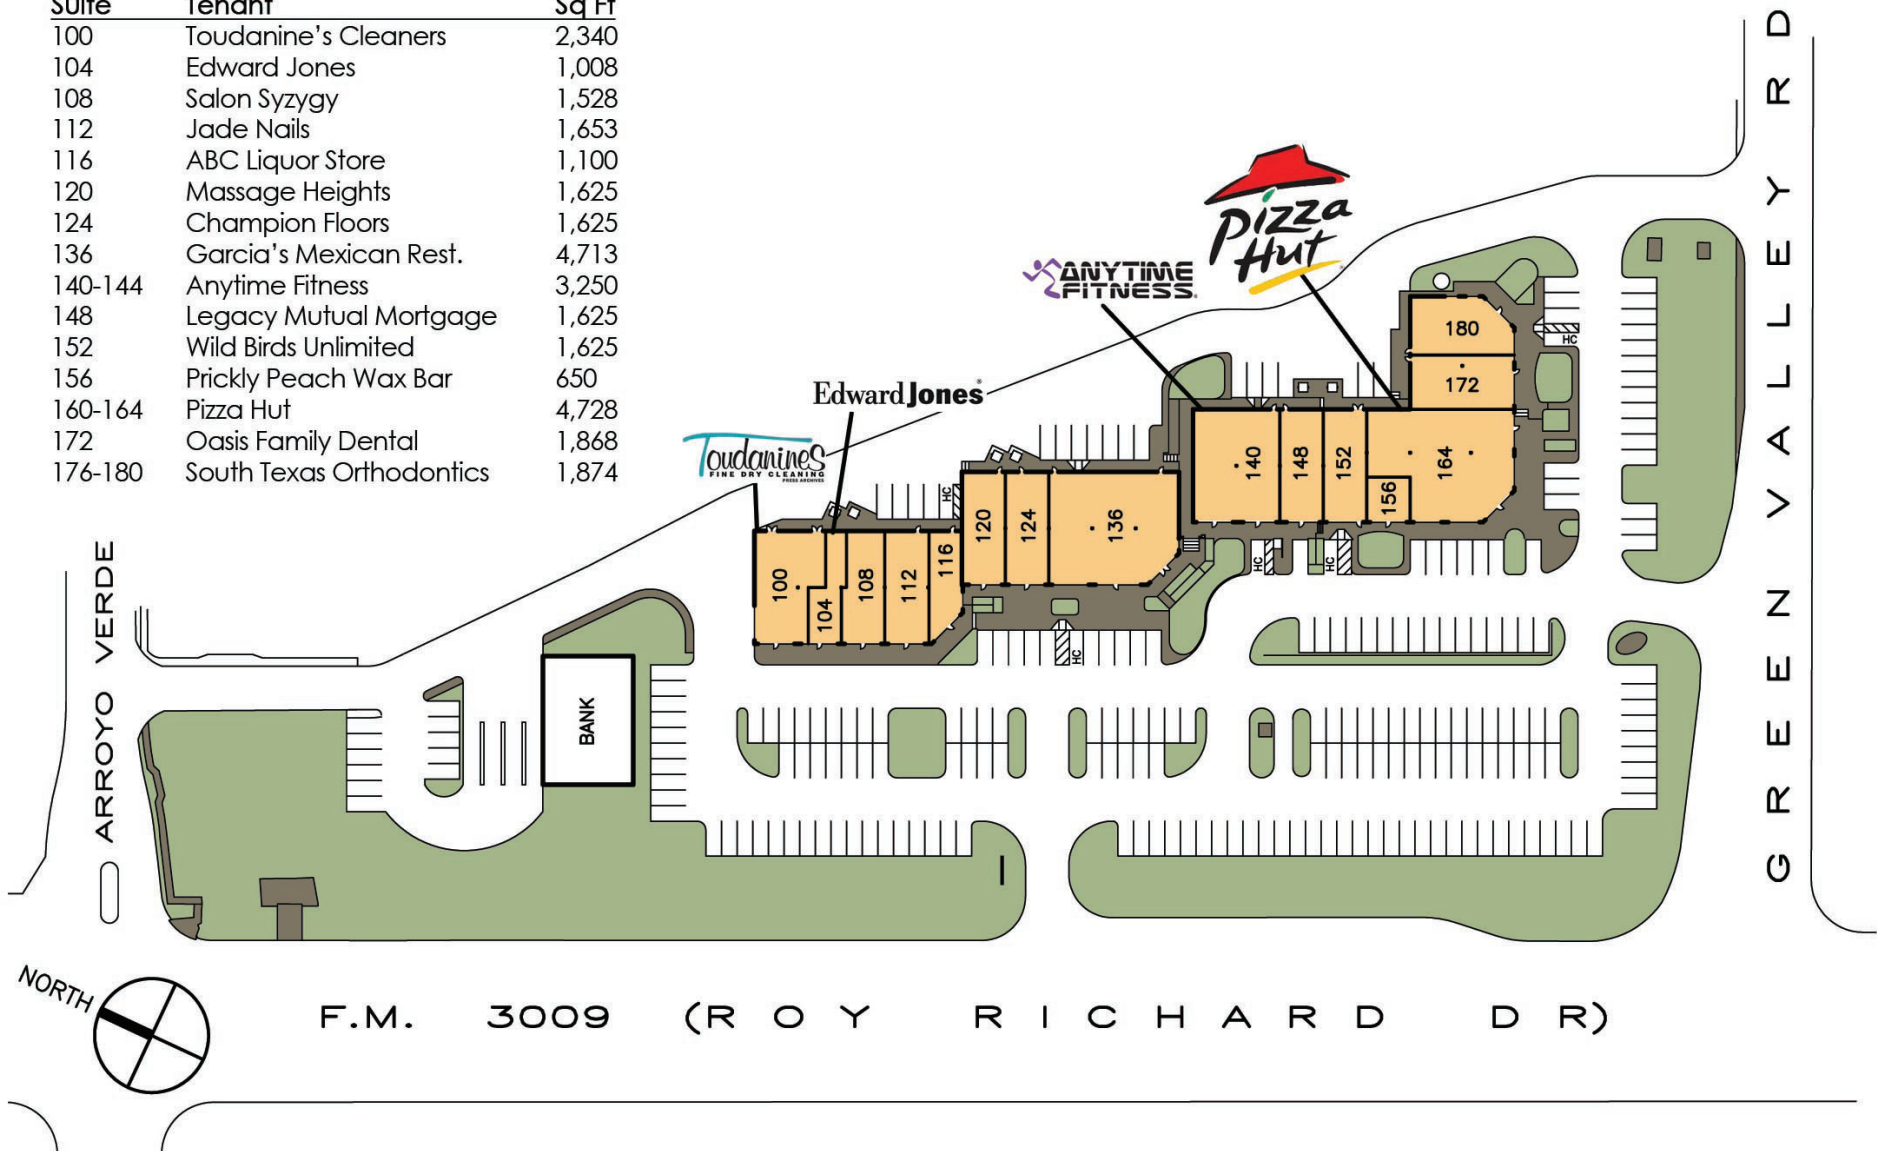 Suite Tenant Sq Ft
100 Toudanine's Cleaners 2,340
104 Edward Jones 1,008
108 Salon Syzygy 1,528
112 Jade Nails 1,653
116 ABC Liquor Store 1,100
120 Massage Heights 1,625
124 Champion Floors 1,625
136 Garcia's Mexican Rest. 4,713
140-144 Anytime Fitness 3,250
148 Legacy Mutual Mortgage 1,625
152 Wild Birds Unlimited 1,625
156 Prickly Peach Wax Bar 650
160-164 Pizza Hut 4,728
172 Oasis Family Dental 1,868
176-180 South Texas Orthodontics 1,874
Pizza
Hut
ANYTIME
FITNESS
Edward Jones
Toudanines
FINE DRY CLEANING
PRESS ARCHIVES
180
172
HC
140
148
152
156
164
HC
120
124
136
HC
HC
100
104
108
112
116
HC
BANK
ARROYO VERDE
GREEN VALLEY RD
NORTH
F.M. 3009 (ROY RICHARD DR)